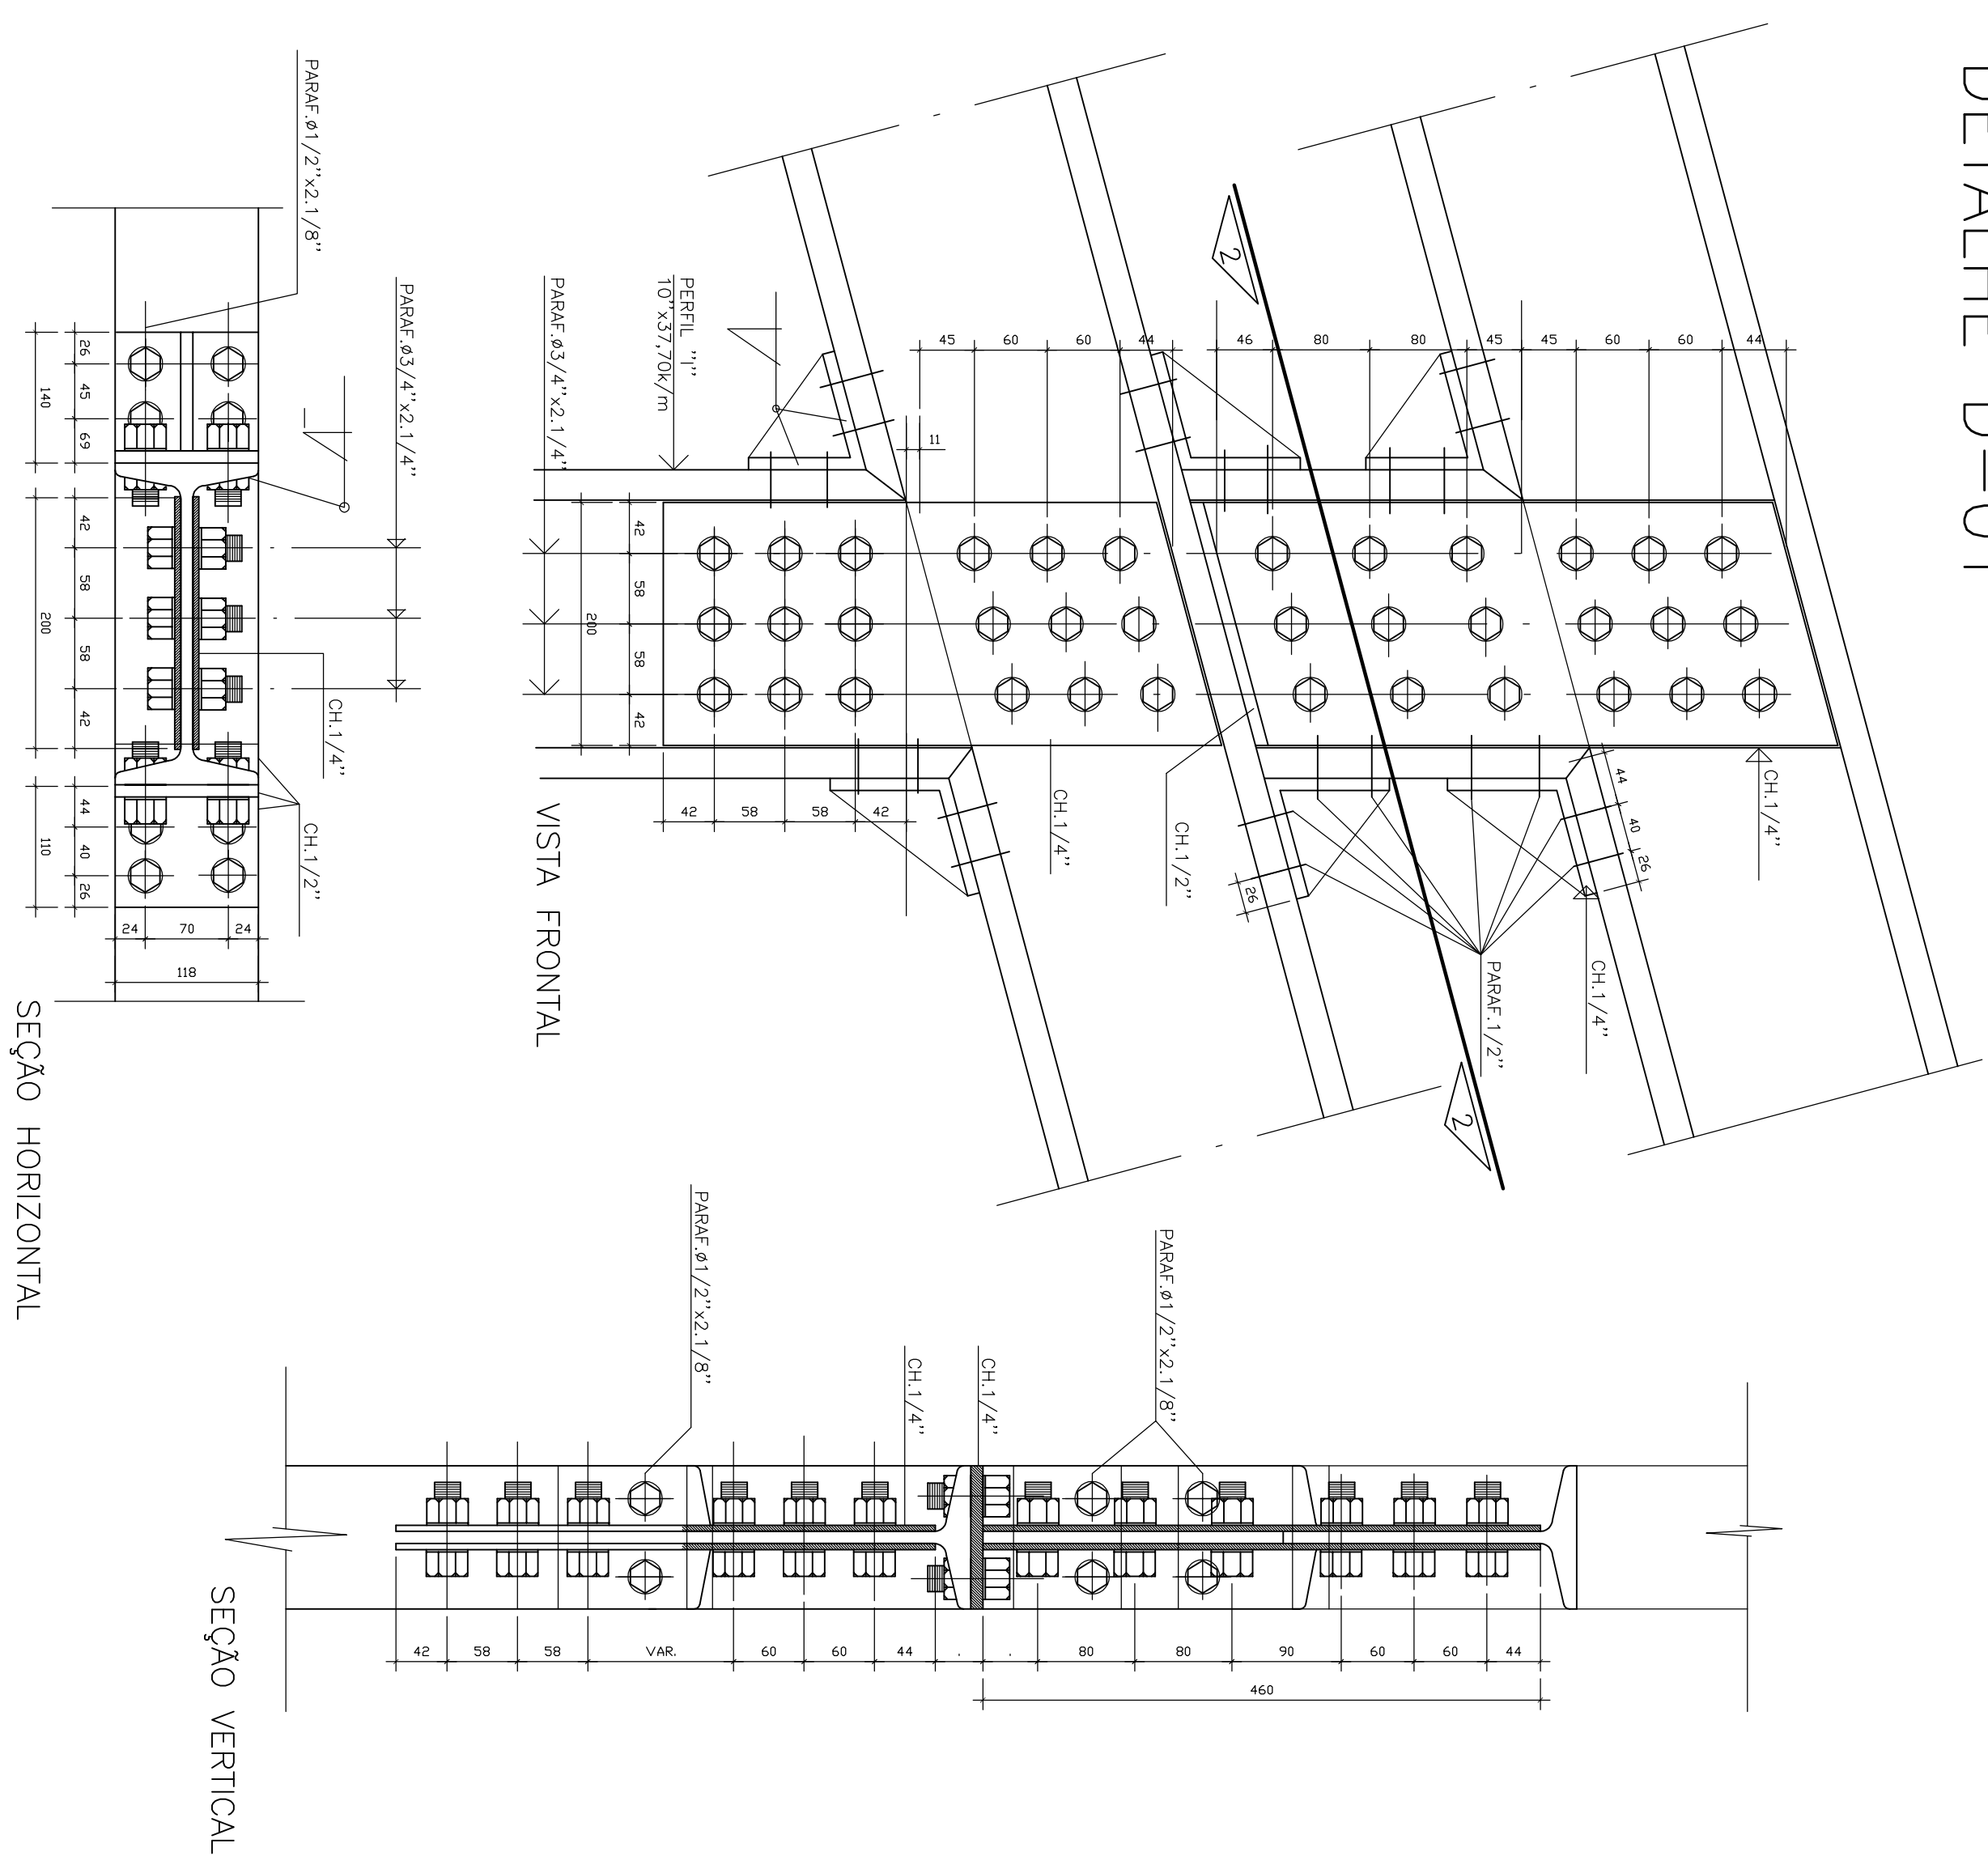 DETALHE D-01
45
60
60
44
46
80
80
45
45
60
60
44
11
2
PERFIL "I"
10"x37,70k/m
PARAF.ø3/4"x2.1/4"
42
58
58
42
200
42
58
58
42
CH.1/4"
CH.1/2"
26
44
40
26
CH.1/4"
CH.1/4"
PARAF.1/2"
2
VISTA FRONTAL
PARAF.ø1/2"x2.1/8"
PARAF.ø3/4"x2.1/4"
26
45
69
140
42
58
58
42
200
44
40
26
110
24
70
24
118
CH.1/4"
CH.1/2"
SEÇÃO HORIZONTAL
PARAF.ø1/2"x2.1/8"
PARAF.ø1/2"x2.1/8"
CH.1/4"
CH.1/4"
42
58
58
VAR.
60
60
44
.
.
80
80
90
60
60
44
460
SEÇÃO VERTICAL